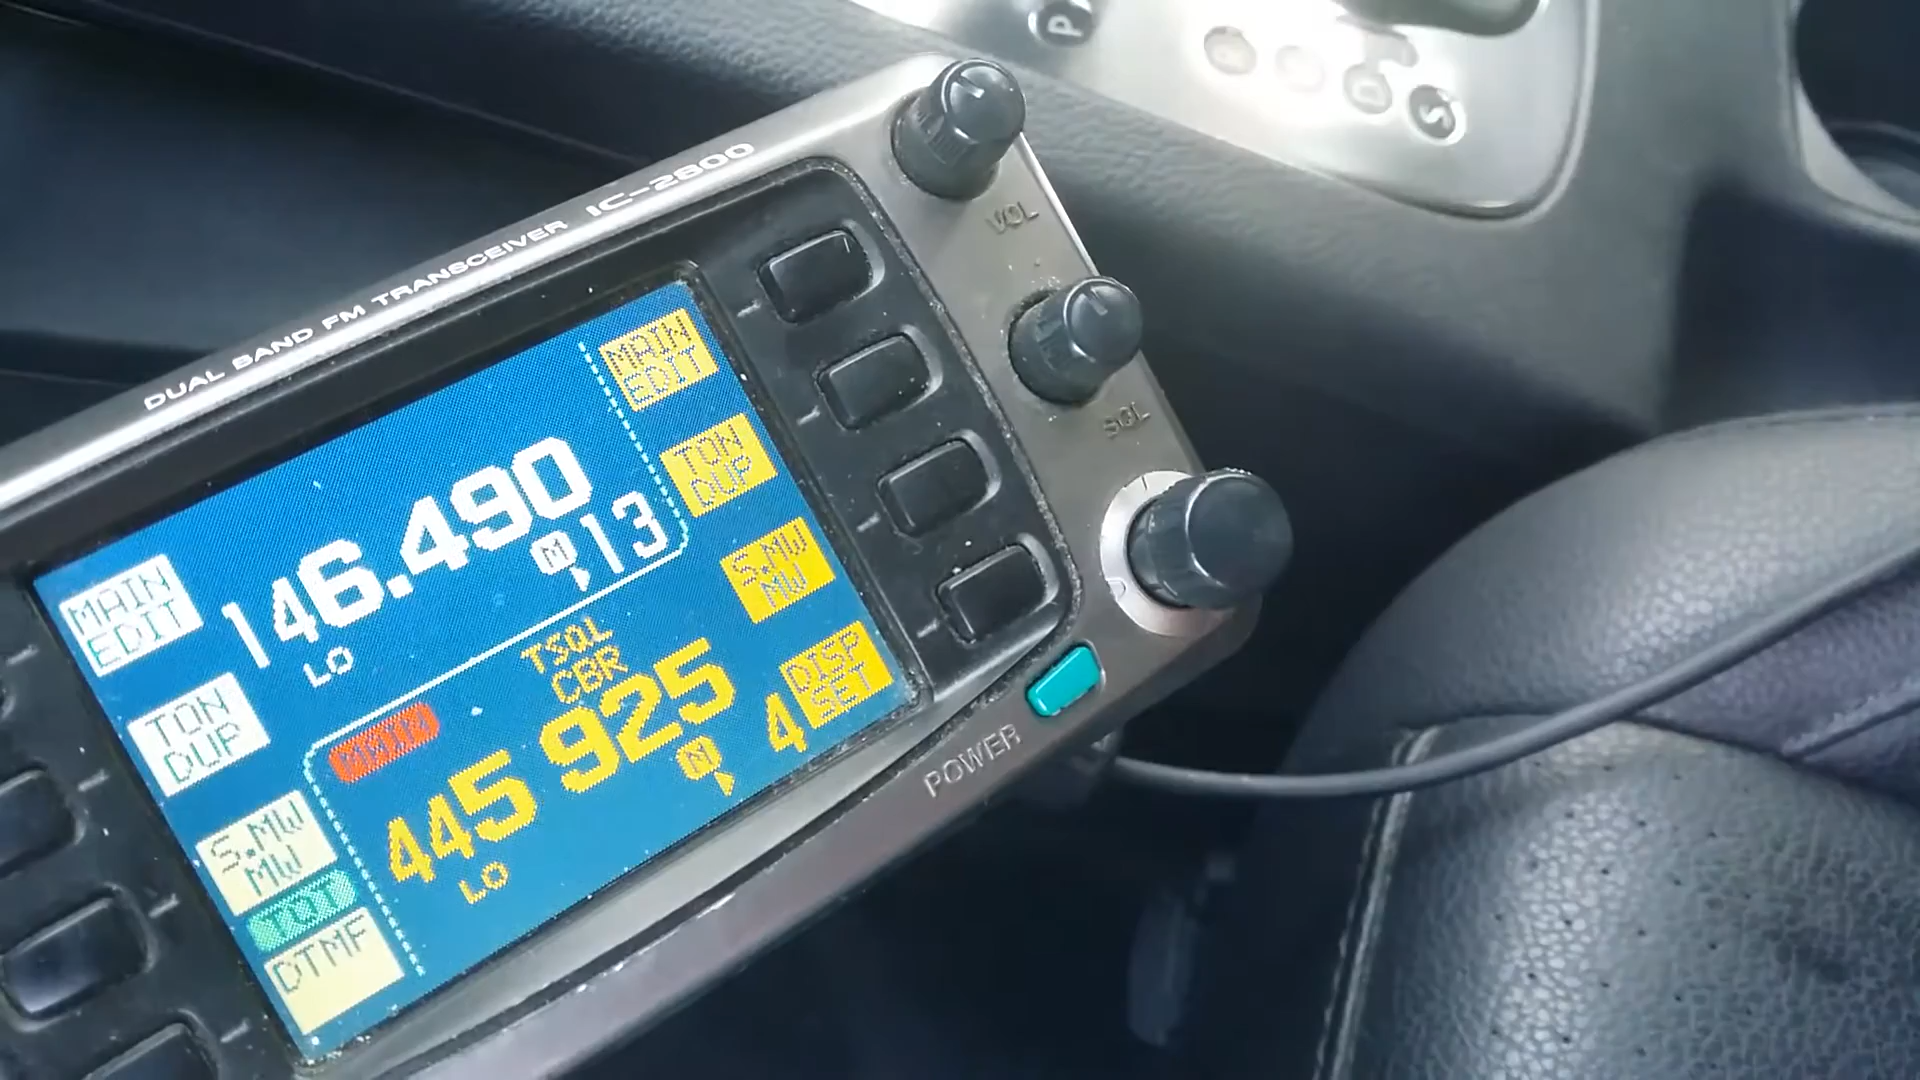 P
R
N
D
S
DUAL BAND FM TRANSCEIVER IC-2800
VOL
SQL
POWER
MAIN
EDIT
TON
DUP
S.MW
MW
TQT
DTMF
146.490
LO
M 13
MAIN
EDIT
TON
DUP
S.MW
MW
DISP
SET
MAIN
TSQL
CBR
445 925
LO
M 4